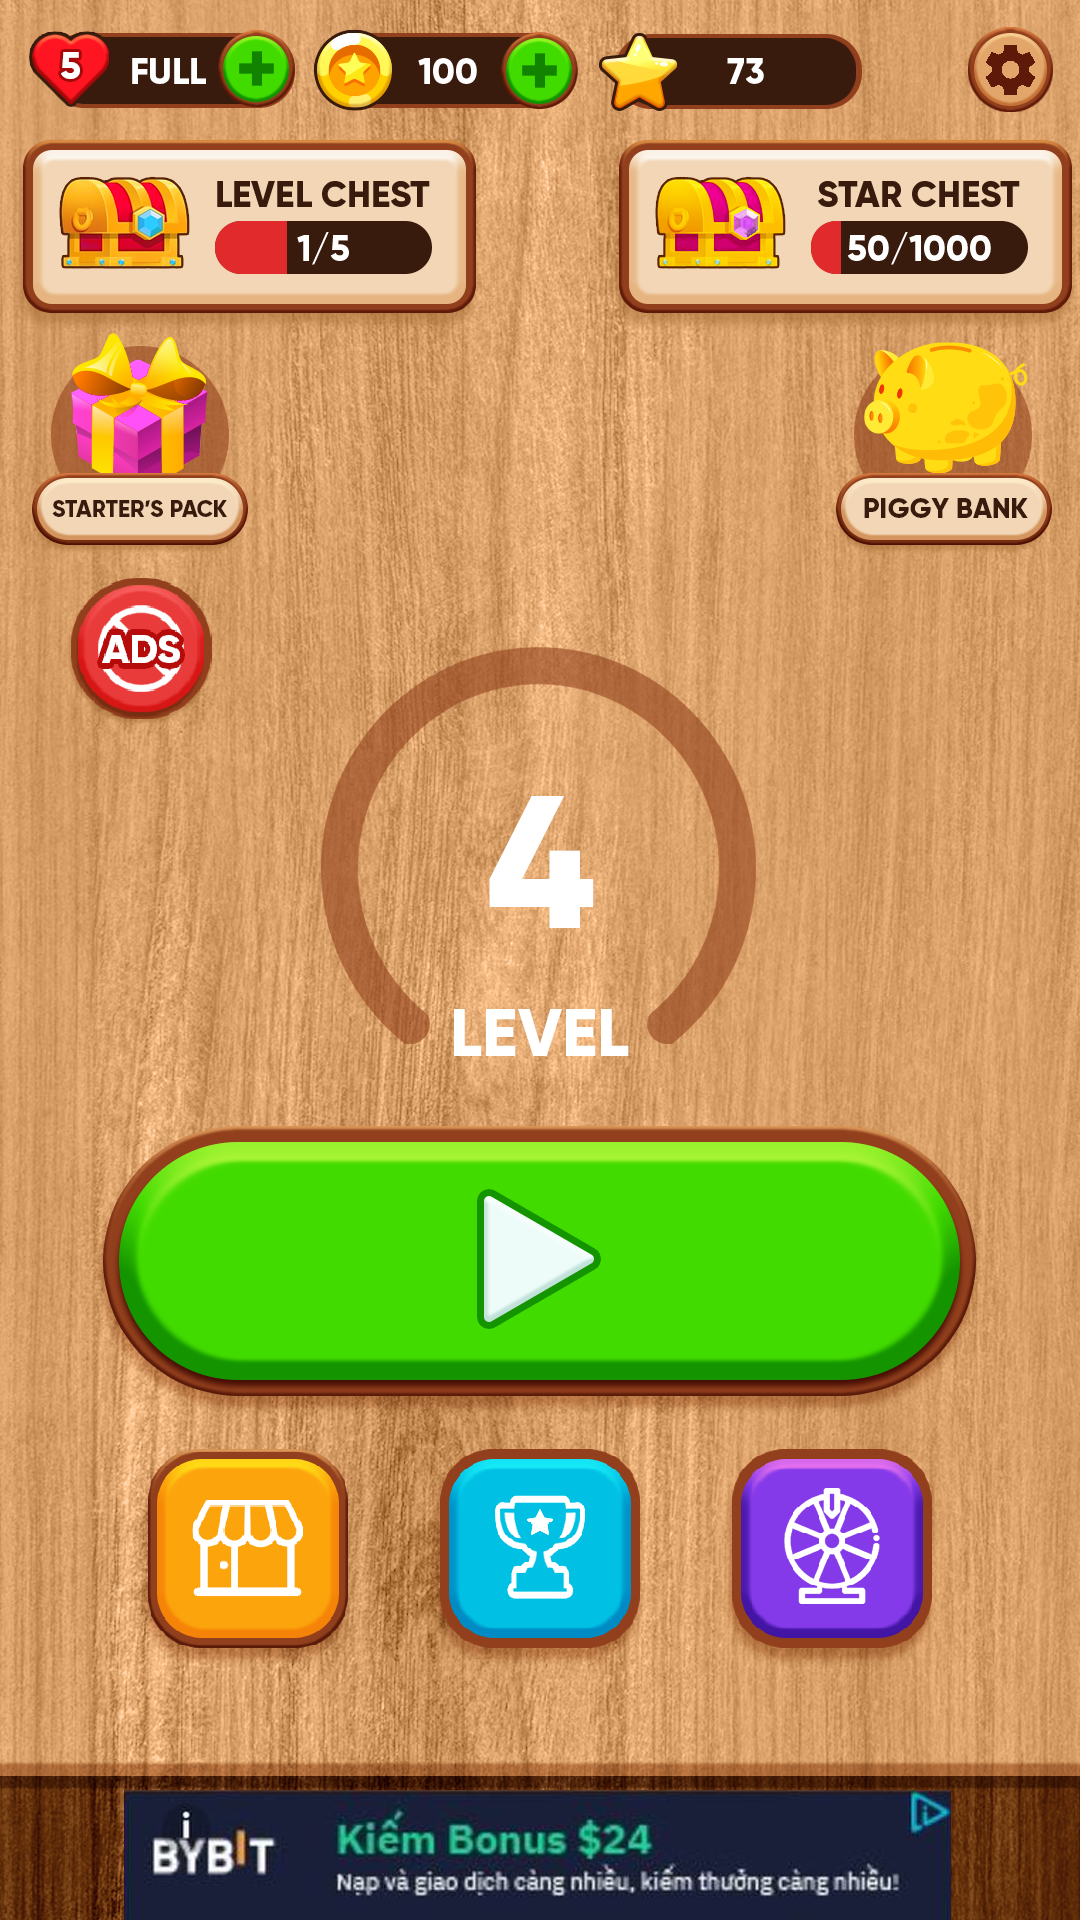 5 FULL 100 73
LEVEL CHEST
1/5
STAR CHEST
50/1000
STARTER'S PACK
PIGGY BANK
ADS
4
LEVEL
BYBIT
Kiếm Bonus $24
Nạp và giao dịch càng nhiều, kiếm thưởng càng nhiều!